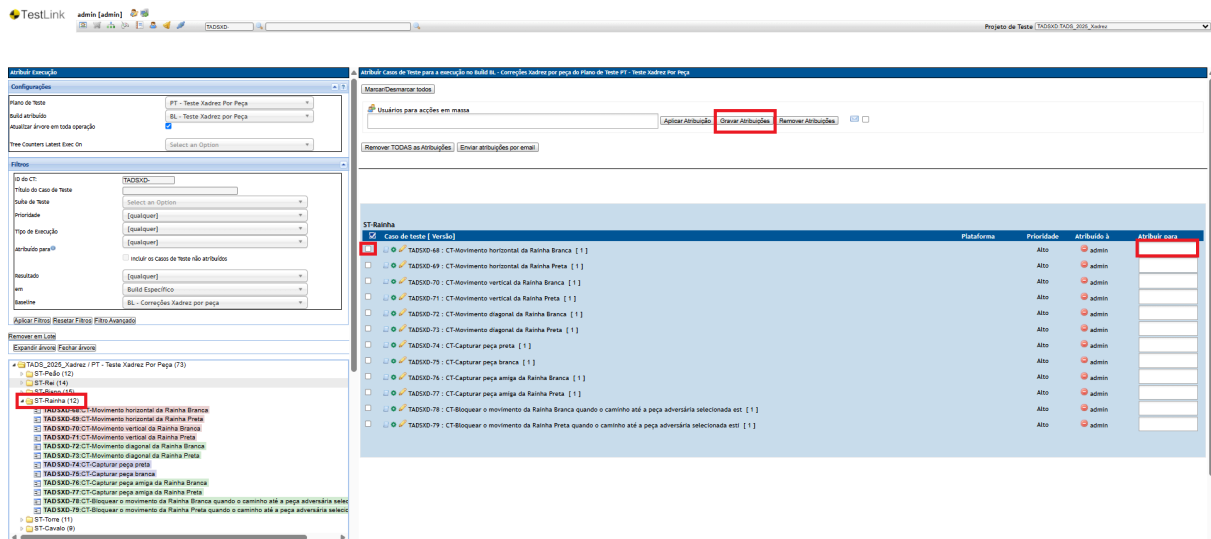 TestLink admin [admin]
TADSXD- Projeto de Teste TADSXD:TADS_2025_Xadrez
Atribuir Execução
Configurações
Plano de Teste PT - Teste Xadrez Por Peça
Build atribuído BL - Teste Xadrez por Peça
Atualizar árvore em toda operação
Tree Counters Latest Exec On Select an Option
Filtros
ID do CT: TADSXD-
Título do Caso de Teste
Suíte de Teste Select an Option
Prioridade [qualquer]
Tipo de Execução [qualquer]
Atribuído para [qualquer]
Incluir os Casos de Teste não atribuídos
Resultado [qualquer]
em Build Específico
Baseline BL - Correções Xadrez por peça
Aplicar Filtros Resetar Filtros Filtro Avançado
Remover em Lote
Expandir árvore Fechar árvore
TADS_2025_Xadrez / PT - Teste Xadrez Por Peça (73)
ST-Peão (12)
ST-Rei (14)
ST-Bispo (15)
ST-Rainha (12)
TADSXD-68:CT-Movimento horizontal da Rainha Branca
TADSXD-69:CT-Movimento horizontal da Rainha Preta
TADSXD-70:CT-Movimento vertical da Rainha Branca
TADSXD-71:CT-Movimento vertical da Rainha Preta
TADSXD-72:CT-Movimento diagonal da Rainha Branca
TADSXD-73:CT-Movimento diagonal da Rainha Preta
TADSXD-74:CT-Capturar peça preta
TADSXD-75:CT-Capturar peça branca
TADSXD-76:CT-Capturar peça amiga da Rainha Branca
TADSXD-77:CT-Capturar peça amiga da Rainha Preta
TADSXD-78:CT-Bloquear o movimento da Rainha Branca quando o caminho até a peça adversária selec
TADSXD-79:CT-Bloquear o movimento da Rainha Preta quando o caminho até a peça adversária selecic
ST-Torre (11)
ST-Cavalo (9)
Atribuir Casos de Teste para a execução no Build BL - Correções Xadrez por peça do Plano de Teste PT - Teste Xadrez Por Peça
Marcar/Desmarcar todos
Usuários para acções em massa
Aplicar Atribuição Gravar Atribuições Remover Atribuições
Remover TODAS as Atribuições Enviar atribuições por email
ST-Rainha
Caso de teste [ Versão] Plataforma Prioridade Atribuído à Atribuir para
TADSXD-68 : CT-Movimento horizontal da Rainha Branca [ 1 ] Alto admin
TADSXD-69 : CT-Movimento horizontal da Rainha Preta [ 1 ] Alto admin
TADSXD-70 : CT-Movimento vertical da Rainha Branca [ 1 ] Alto admin
TADSXD-71 : CT-Movimento vertical da Rainha Preta [ 1 ] Alto admin
TADSXD-72 : CT-Movimento diagonal da Rainha Branca [ 1 ] Alto admin
TADSXD-73 : CT-Movimento diagonal da Rainha Preta [ 1 ] Alto admin
TADSXD-74 : CT-Capturar peça preta [ 1 ] Alto admin
TADSXD-75 : CT-Capturar peça branca [ 1 ] Alto admin
TADSXD-76 : CT-Capturar peça amiga da Rainha Branca [ 1 ] Alto admin
TADSXD-77 : CT-Capturar peça amiga da Rainha Preta [ 1 ] Alto admin
TADSXD-78 : CT-Bloquear o movimento da Rainha Branca quando o caminho até a peça adversária selecionada est [ 1 ] Alto admin
TADSXD-79 : CT-Bloquear o movimento da Rainha Preta quando o caminho até a peça adversária selecionada esti [ 1 ] Alto admin